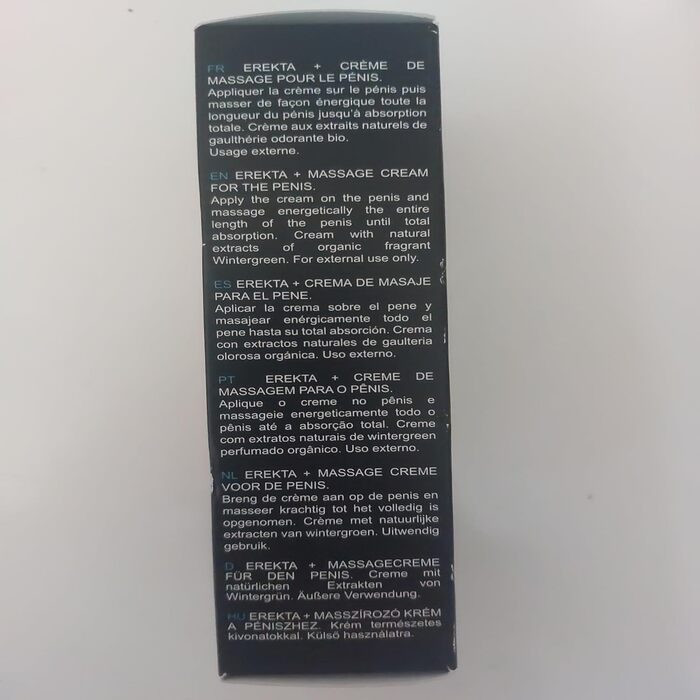 FR EREKTA + CRÈME DE
MASSAGE POUR LE PÉNIS.
Appliquer la crème sur le pénis puis
masser de façon énergique toute la
longueur du pénis jusqu'à absorption
totale. Crème aux extraits naturels de
gaulthérie odorante bio.
Usage externe.
EN EREKTA + MASSAGE CREAM
FOR THE PENIS.
Apply the cream on the penis and
massage energetically the entire
length of the penis until total
absorption. Cream with natural
extracts of organic fragrant
Wintergreen. For external use only.
ES EREKTA + CREMA DE MASAJE
PARA EL PENE.
Aplicar la crema sobre el pene y
masajear enérgicamente todo el
pene hasta su total absorción. Crema
con extractos naturales de gaulteria
olorosa orgánica. Uso externo.
PT EREKTA + CREME DE
MASSAGEM PARA O PÊNIS.
Aplique o creme no pênis e
massageie energeticamente todo o
pênis até a absorção total. Creme
com extratos naturais de wintergreen
perfumado orgânico. Uso externo.
NL EREKTA + MASSAGE CREME
VOOR DE PENIS.
Breng de crème aan op de penis en
masseer krachtig tot het volledig is
opgenomen. Crème met natuurlijke
extracten van wintergroen. Uitwendig
gebruik.
D EREKTA + MASSAGECREME
FÜR DEN PENIS. Creme mit
natürlichen Extrakten von
Wintergrün. Äußere Verwendung.
HU EREKTA + MASSZÍROZÓ KRÉM
A PÉNISZHEZ. Krém természetes
kivonatokkal. Külső használatra.